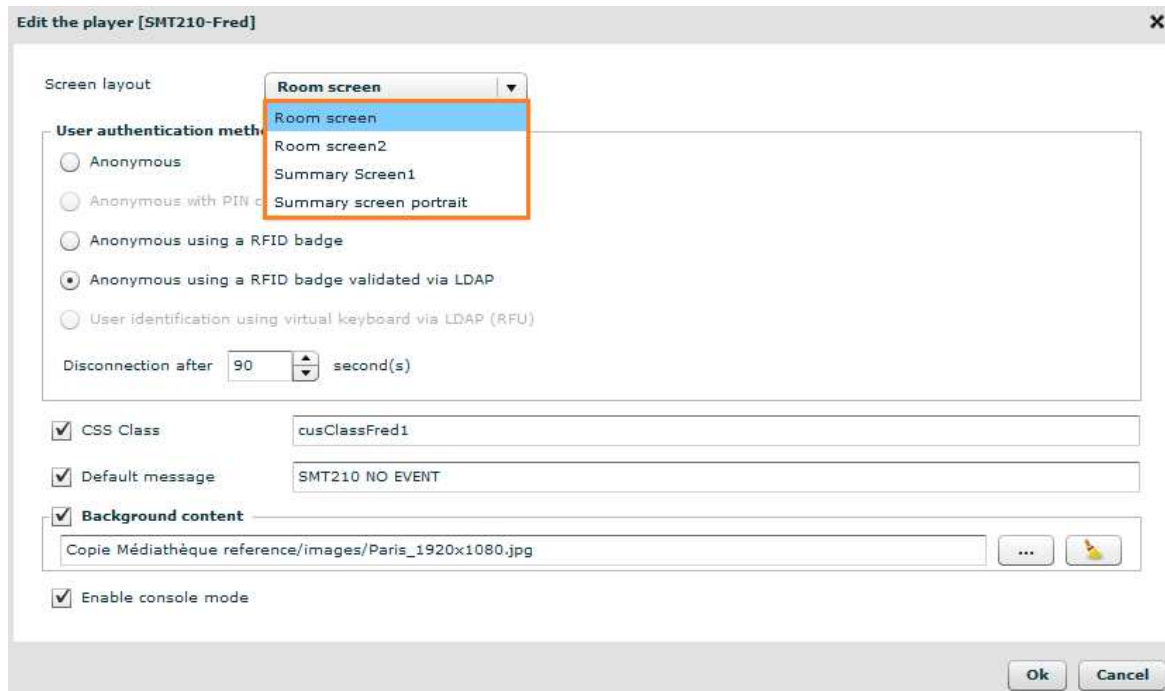 Edit the player [SMT210-Fred]
Screen layout
Room screen
Room screen
Room screen2
Summary Screen1
Summary screen portrait
User authentication meth
Anonymous
Anonymous with PIN c
Anonymous using a RFID badge
Anonymous using a RFID badge validated via LDAP
User identification using virtual keyboard via LDAP (RFU)
Disconnection after 90 second(s)
CSS Class cusClassFred1
Default message SMT210 NO EVENT
Background content
Copie Médiathèque reference/images/Paris_1920x1080.jpg ...
Enable console mode
Ok Cancel